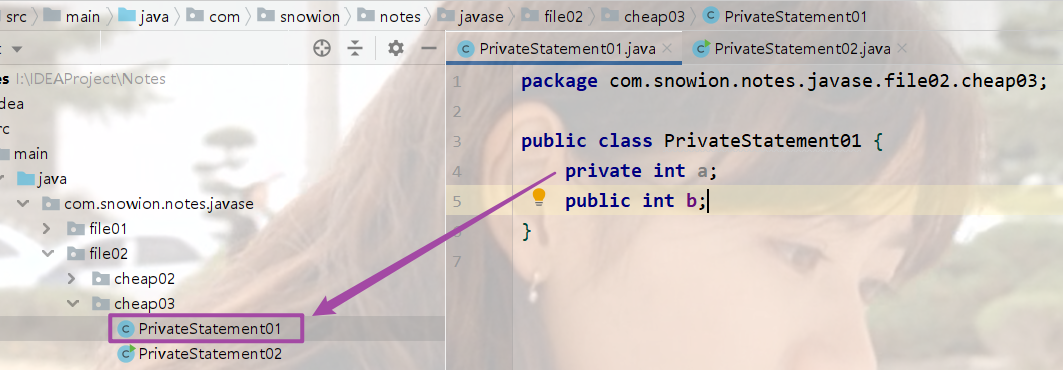 src main java com snowion notes javase file02 cheap03 PrivateStatement01
PrivateStatement01.java PrivateStatement02.java
es I:\IDEAProject\Notes
dea
rc
main
java
com.snowion.notes.javase
file01
file02
cheap02
cheap03
PrivateStatement01
PrivateStatement02
1 package com.snowion.notes.javase.file02.cheap03;
2
3 public class PrivateStatement01 {
4 private int a;
5 public int b;
6 }
7